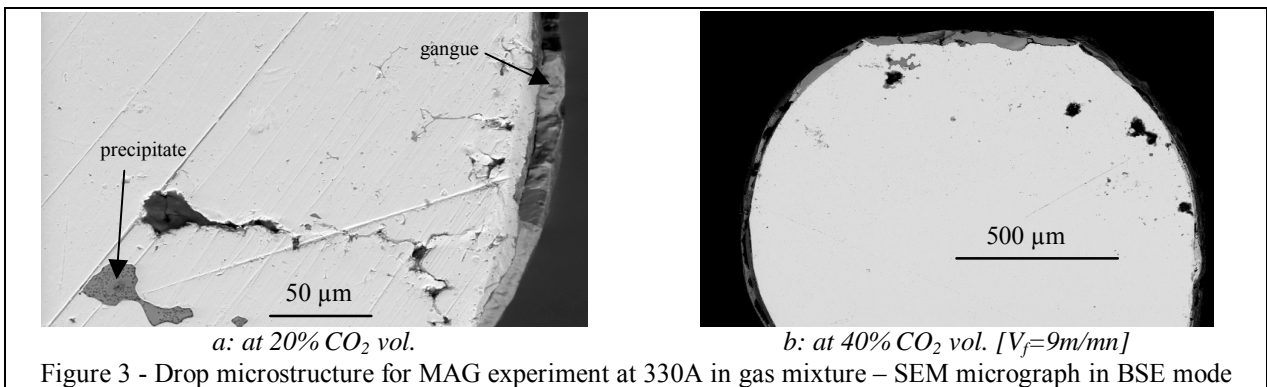 gangue
precipitate
50 µm
500 µm
a: at 20% CO2 vol.
b: at 40% CO2 vol. [Vf=9m/mn]
Figure 3 - Drop microstructure for MAG experiment at 330A in gas mixture – SEM micrograph in BSE mode